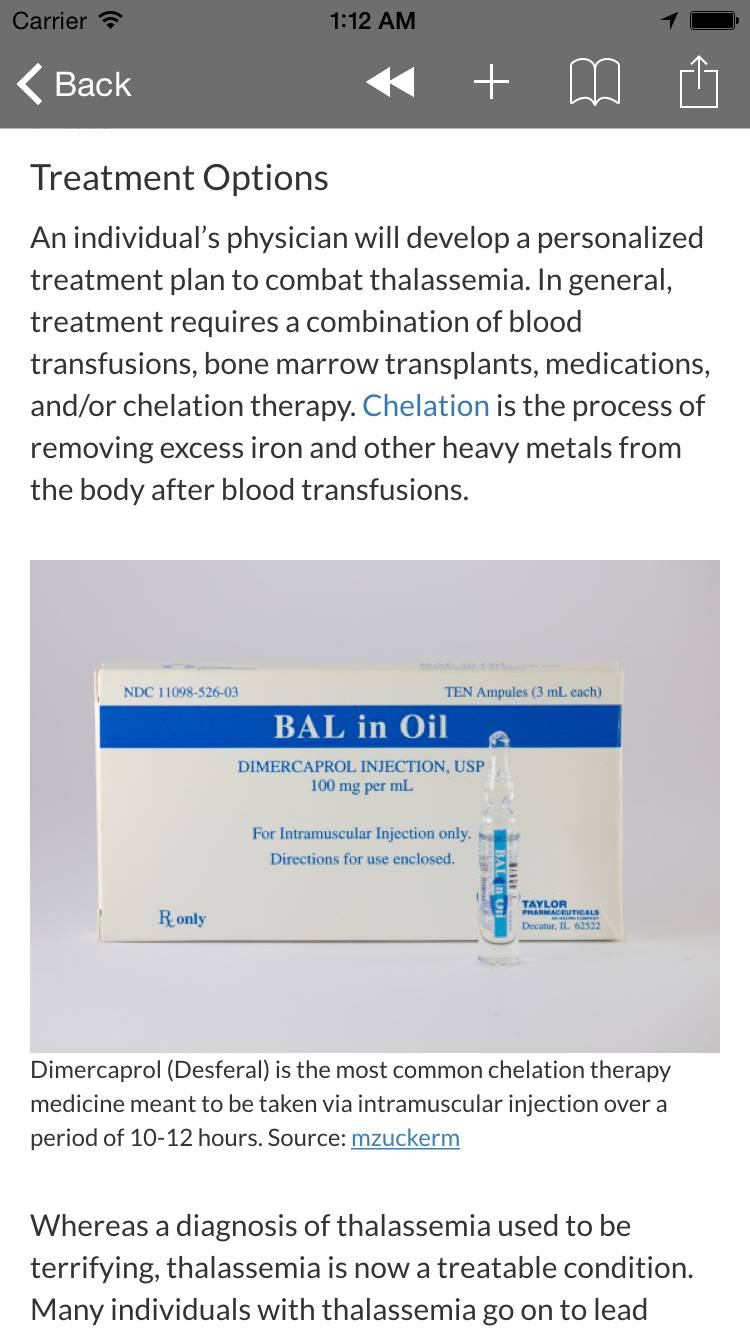 Carrier 1:12 AM
Back
Treatment Options
An individual’s physician will develop a personalized
treatment plan to combat thalassemia. In general,
treatment requires a combination of blood
transfusions, bone marrow transplants, medications,
and/or chelation therapy. Chelation is the process of
removing excess iron and other heavy metals from
the body after blood transfusions.
NDC 11098-526-03 TEN Ampules (3 mL each)
BAL in Oil
DIMERCAPROL INJECTION, USP
100 mg per mL
For Intramuscular Injection only.
Directions for use enclosed.
BAL in Oil
℞ only
TAYLOR
PHARMACEUTICALS
Decatur, IL 62522
Dimercaprol (Desferal) is the most common chelation therapy
medicine meant to be taken via intramuscular injection over a
period of 10-12 hours. Source: mzuckerm
Whereas a diagnosis of thalassemia used to be
terrifying, thalassemia is now a treatable condition.
Many individuals with thalassemia go on to lead